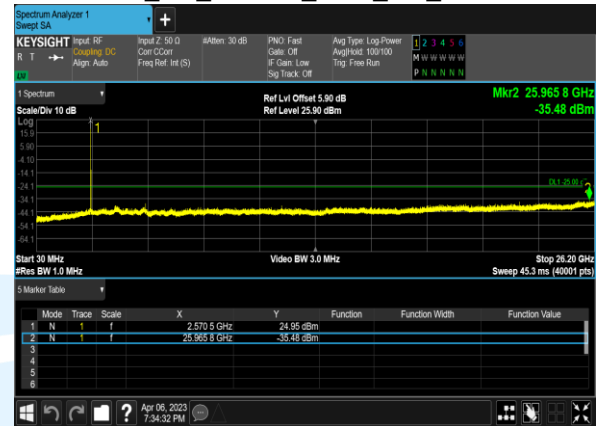 Spectrum Analyzer 1
Swept SA
+
KEYSIGHT Input: RF Input Z: 50 Ω #Atten: 30 dB PNO: Fast Avg Type: Log-Power 1 2 3 4 5 6
R T Coupling: DC Corr CCorr Gate: Off Avg|Hold: 100/100 M W W W W W
Align: Auto Freq Ref: Int (S) IF Gain: Low Trig: Free Run
Sig Track: Off P N N N N N
1 Spectrum Ref Lvl Offset 5.90 dB Mkr2 25.965 8 GHz
Scale/Div 10 dB Ref Level 25.90 dBm -35.48 dBm
Log
1
15.9
5.90
-4.10
-14.1
-24.1
-34.1
-44.1
-54.1
-64.1
Start 30 MHz Video BW 3.0 MHz Stop 26.20 GHz
#Res BW 1.0 MHz Sweep 45.3 ms (40001 pts)
5 Marker Table
Mode Trace Scale X Y Function Function Width Function Value
1 N 1 f 2.570 5 GHz 24.95 dBm
2 N 1 f 25.965 8 GHz -35.48 dBm
3
4
5
6
? Apr 06, 2023
7:34:32 PM